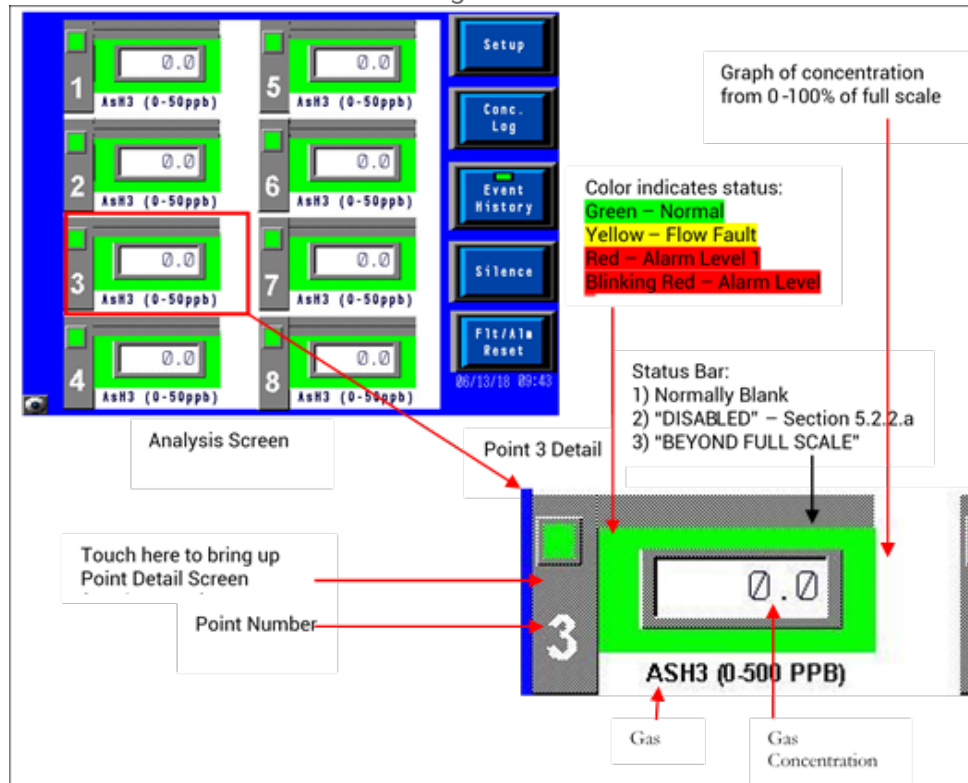 1
0.0
AsH3 (0-50ppb)
2
0.0
AsH3 (0-50ppb)
3
0.0
AsH3 (0-50ppb)
4
0.0
AsH3 (0-50ppb)
5
0.0
AsH3 (0-50ppb)
6
0.0
AsH3 (0-50ppb)
7
0.0
AsH3 (0-50ppb)
8
0.0
AsH3 (0-50ppb)
Setup
Conc.
Log
Event
History
Silence
Flt/Alm
Reset
06/13/18 09:43
Graph of concentration
from 0-100% of full scale
Color indicates status:
Green – Normal
Yellow – Flow Fault
Red – Alarm Level 1
Blinking Red – Alarm Level
Status Bar:
1) Normally Blank
2) "DISABLED" – Section 5.2.2.a
3) "BEYOND FULL SCALE"
Analysis Screen
Point 3 Detail
Touch here to bring up
Point Detail Screen
Point Number
3
0.0
ASH3 (0-500 PPB)
Gas
Gas
Concentration